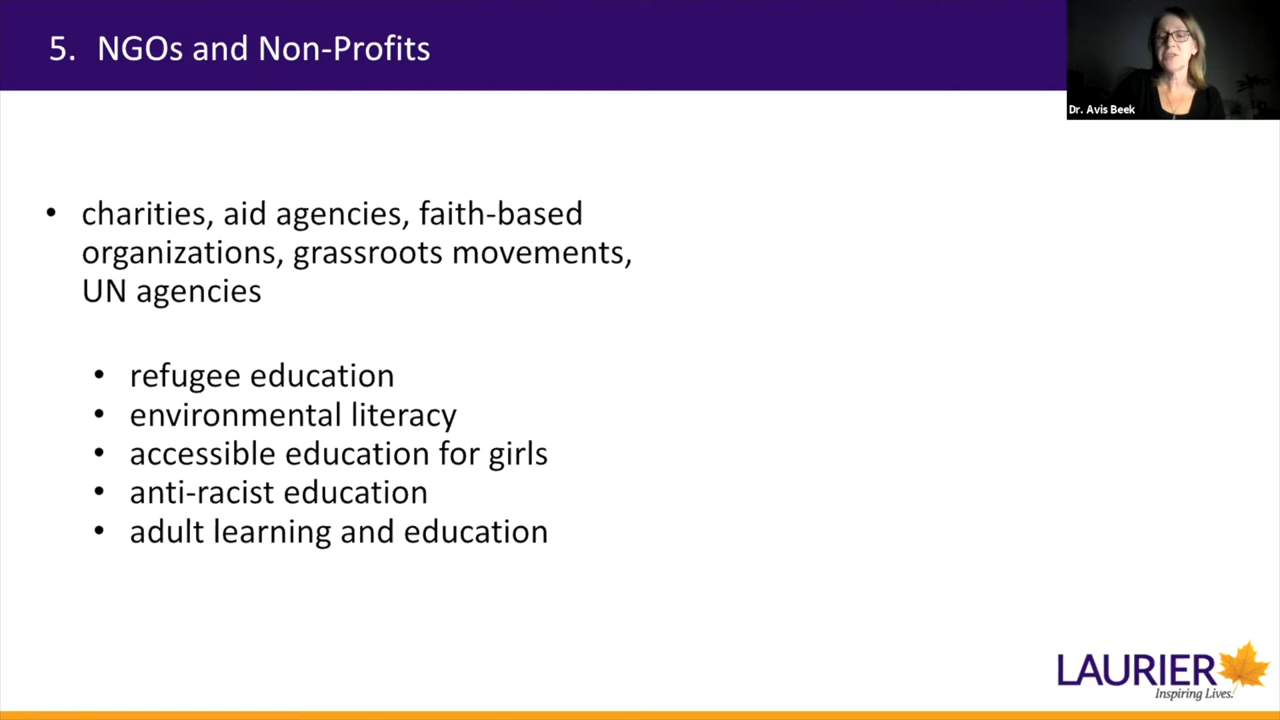 5. NGOs and Non-Profits
Dr. Avis Beek
• charities, aid agencies, faith-based
organizations, grassroots movements,
UN agencies
• refugee education
• environmental literacy
• accessible education for girls
• anti-racist education
• adult learning and education
LAURIER
Inspiring Lives.